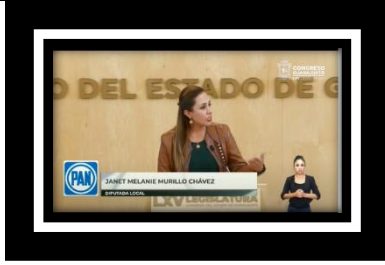 CONGRESO
GUANAJUATO
O DEL ESTADO DE G
PAN
JANET MELANIE MURILLO CHÁVEZ
DIPUTADA LOCAL
LXV LEGISLATURA